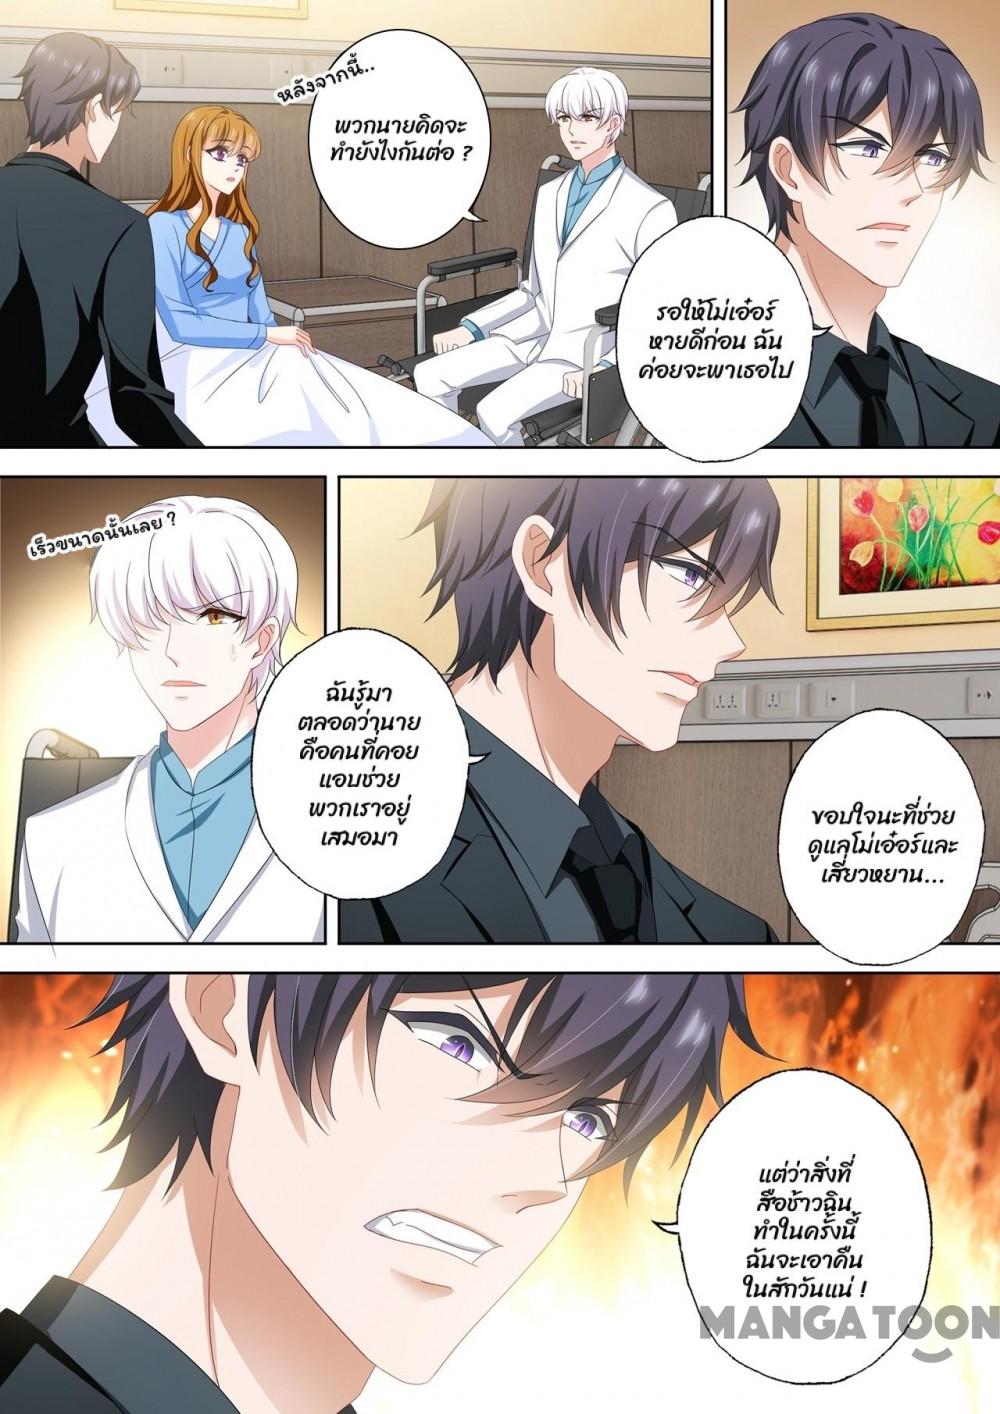 หลังจากนี้..
พวกนายคิดจะ
ทำยังไงกันต่อ ?
รอให้โม่เอ๋อร์
หายดีก่อน ฉัน
ค่อยจะพาเธอไป
เร็วขนาดนั้นเลย ?
ฉันรู้มา
ตลอดว่านาย
คือคนที่คอย
แอบช่วย
พวกเราอยู่
เสมอมา
ขอบใจนะที่ช่วย
ดูแลโม่เอ๋อร์และ
เสี่ยวหยาน...
แต่ว่าสิ่งที่
สือช้าวฉิน
ทำในครั้งนี้
ฉันจะเอาคืน
ในสักวันแน่ !
MANGATOON